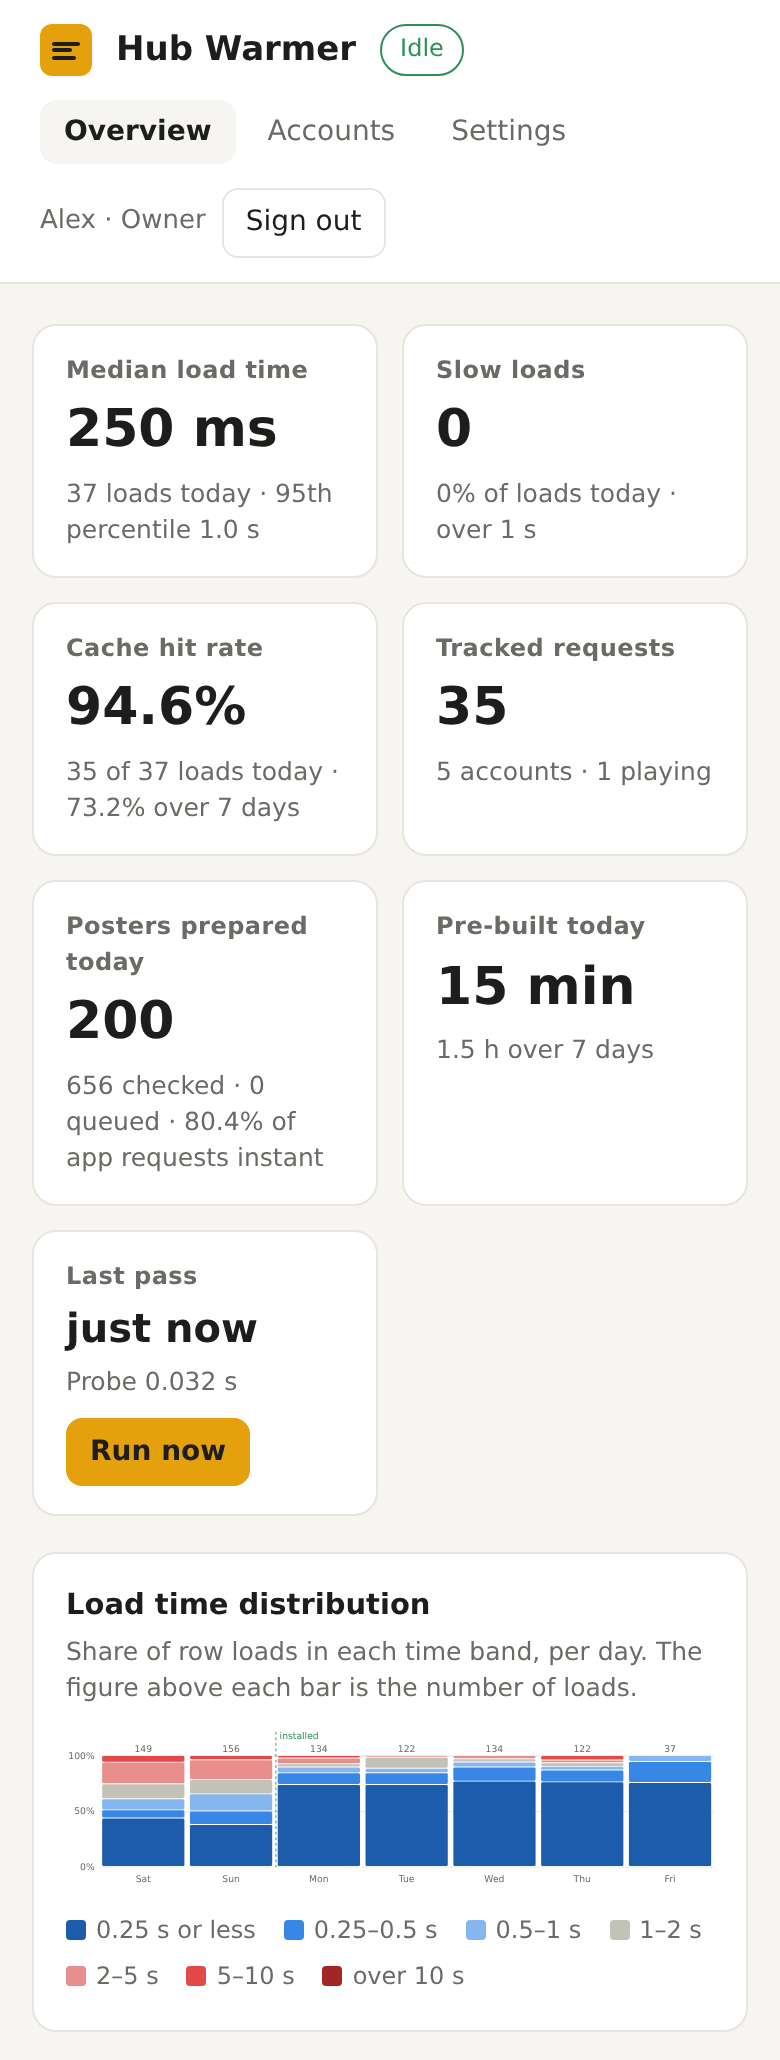 Hub Warmer
Idle
Overview
Accounts
Settings
Alex · Owner
Sign out
Median load time
250 ms
37 loads today · 95th
percentile 1.0 s
Slow loads
0
0% of loads today ·
over 1 s
Cache hit rate
94.6%
35 of 37 loads today ·
73.2% over 7 days
Tracked requests
35
5 accounts · 1 playing
Posters prepared
today
200
656 checked · 0
queued · 80.4% of
app requests instant
Pre-built today
15 min
1.5 h over 7 days
Last pass
just now
Probe 0.032 s
Run now
Load time distribution
Share of row loads in each time band, per day. The
figure above each bar is the number of loads.
installed
149 156 134 122 134 122 37
100%
50%
0%
Sat Sun Mon Tue Wed Thu Fri
0.25 s or less 0.25–0.5 s 0.5–1 s 1–2 s
2–5 s 5–10 s over 10 s